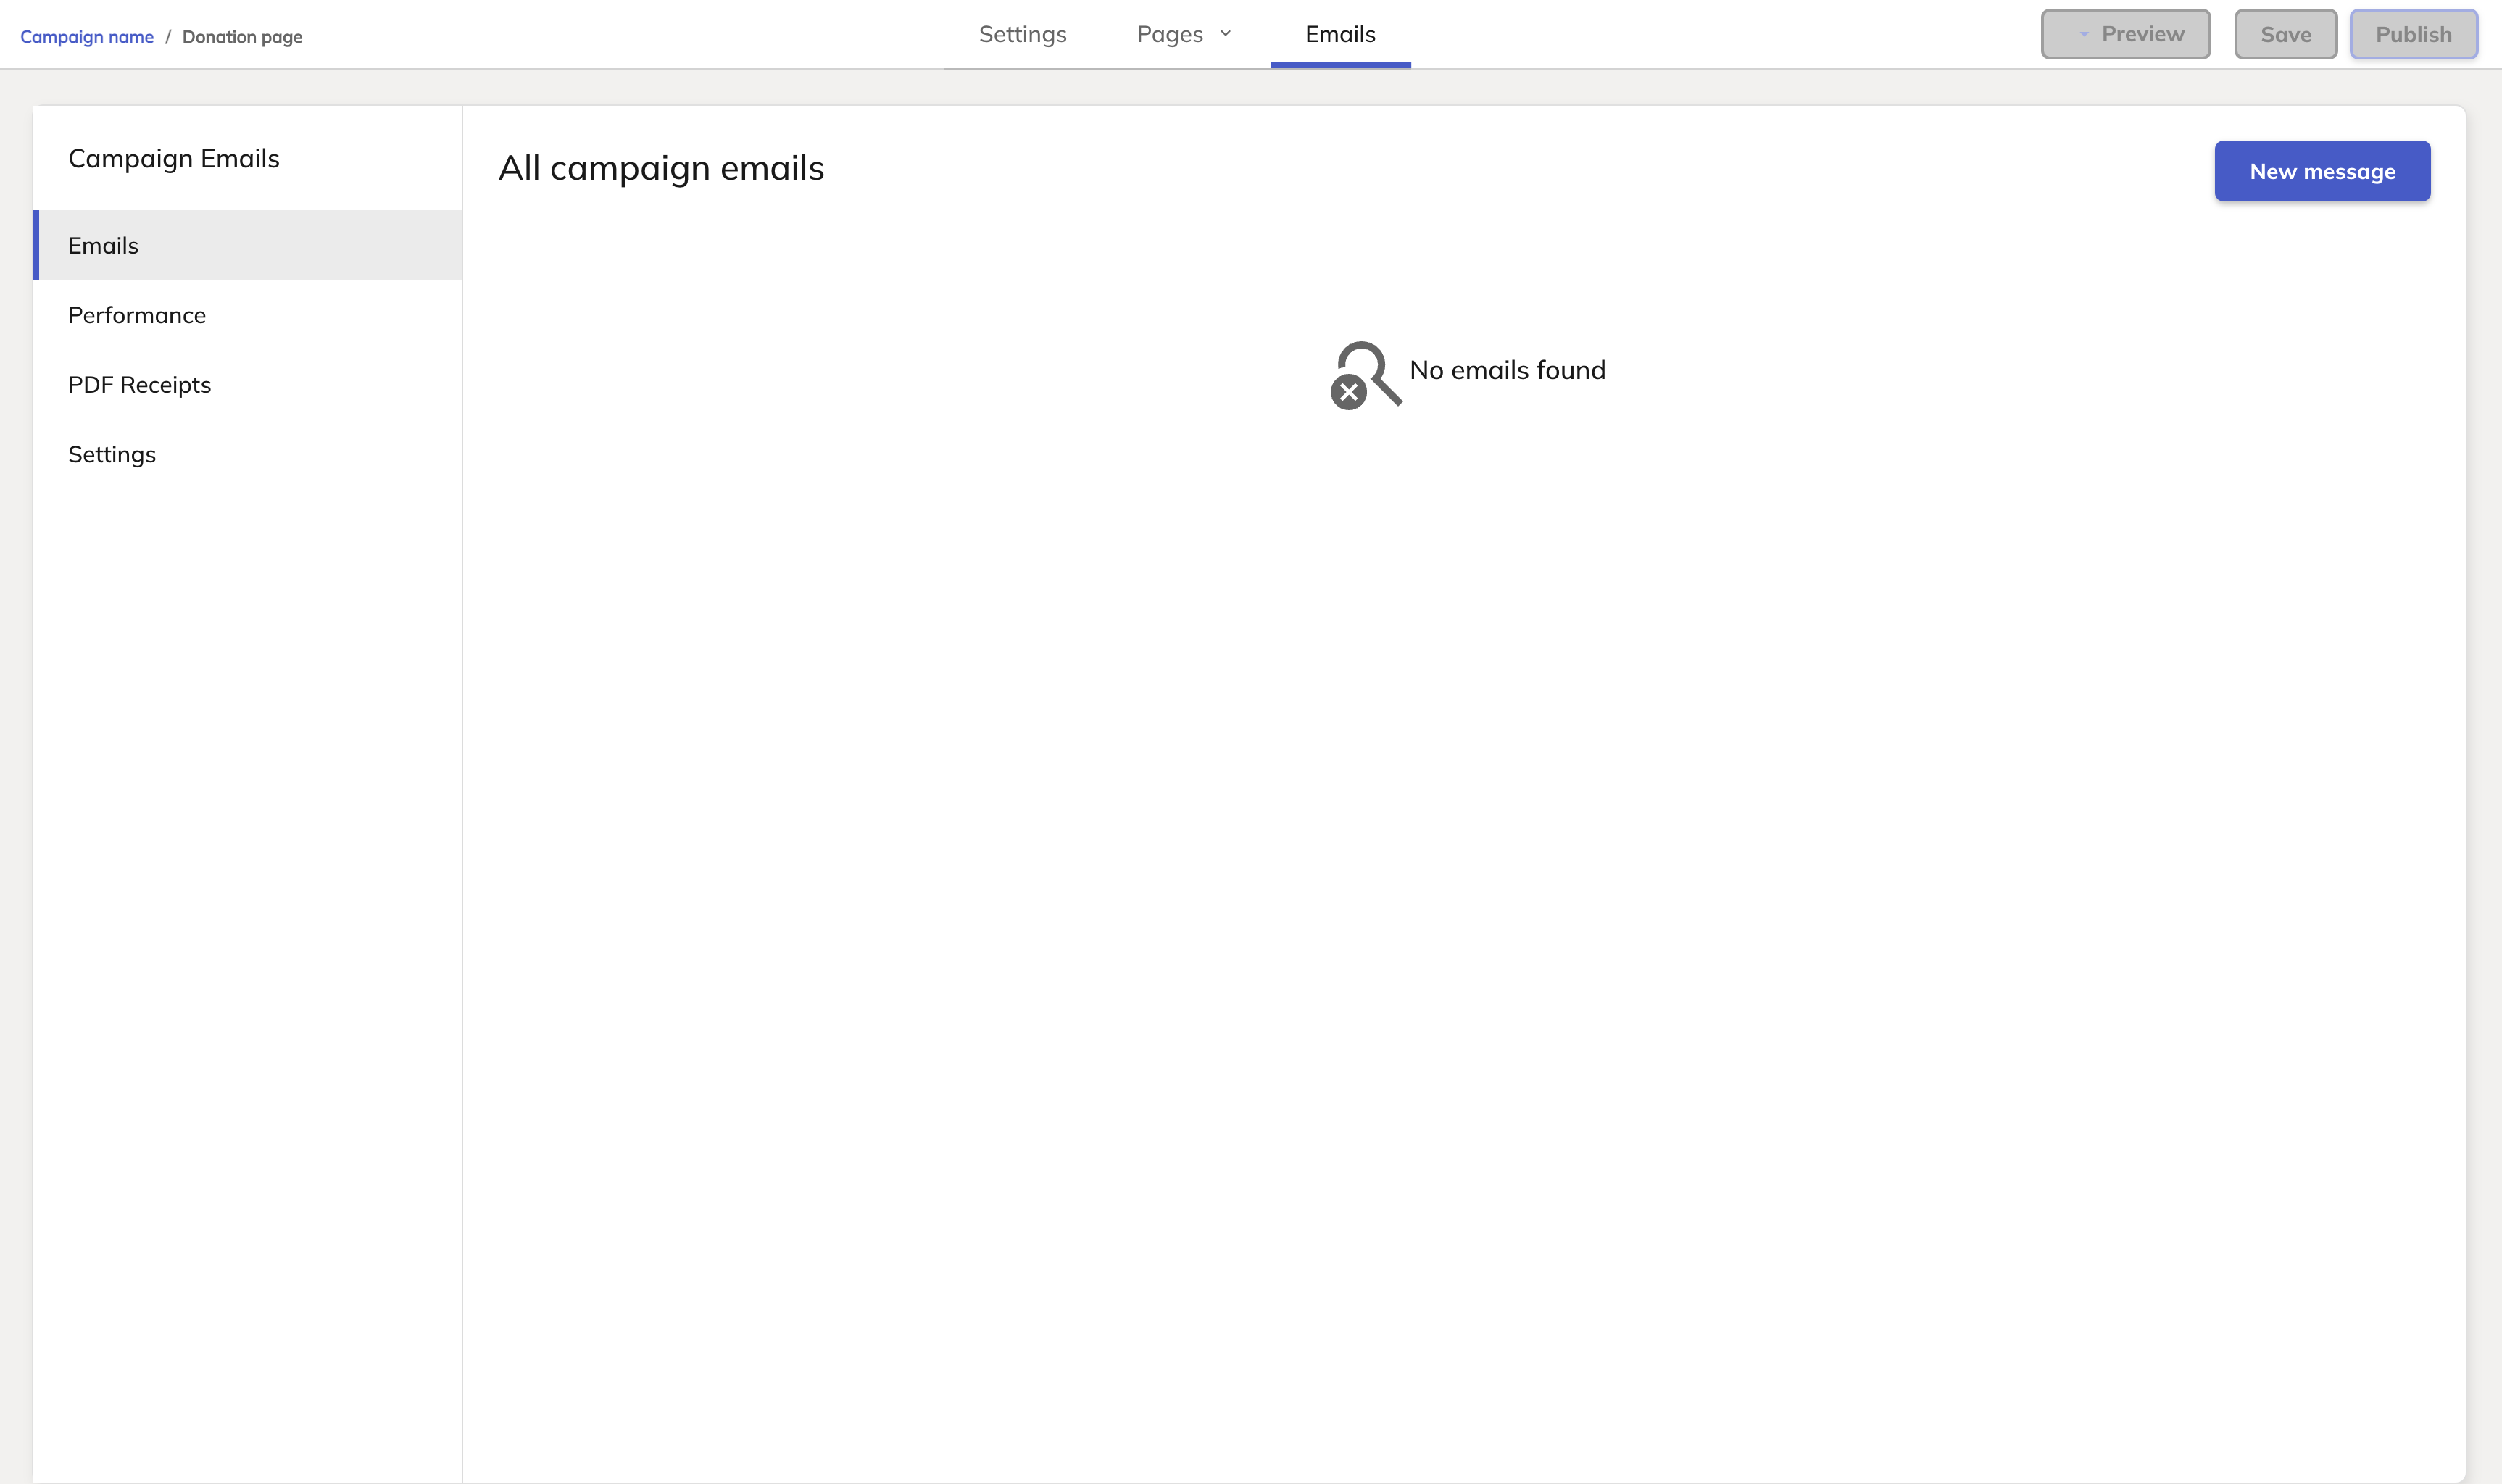 Campaign name / Donation page
Settings
Pages
Emails
Preview
Save
Publish
Campaign Emails
Emails
Performance
PDF Receipts
Settings
All campaign emails
New message
No emails found